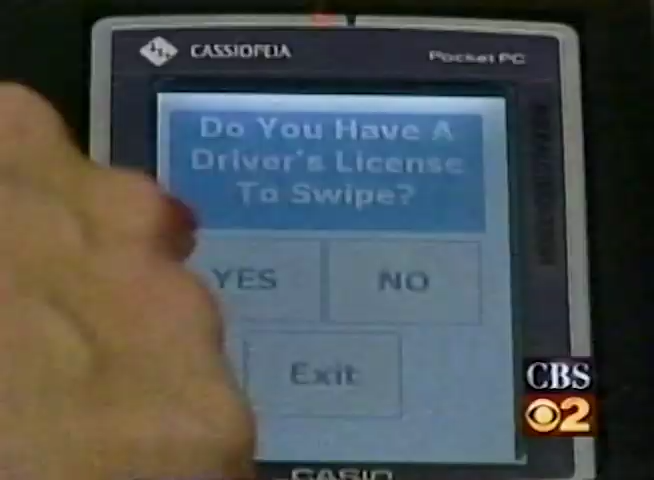 CASSIOPEIA
Pocket PC
Do You Have A
Driver's License
To Swipe?
YES
NO
Exit
CBS
2
CASIO